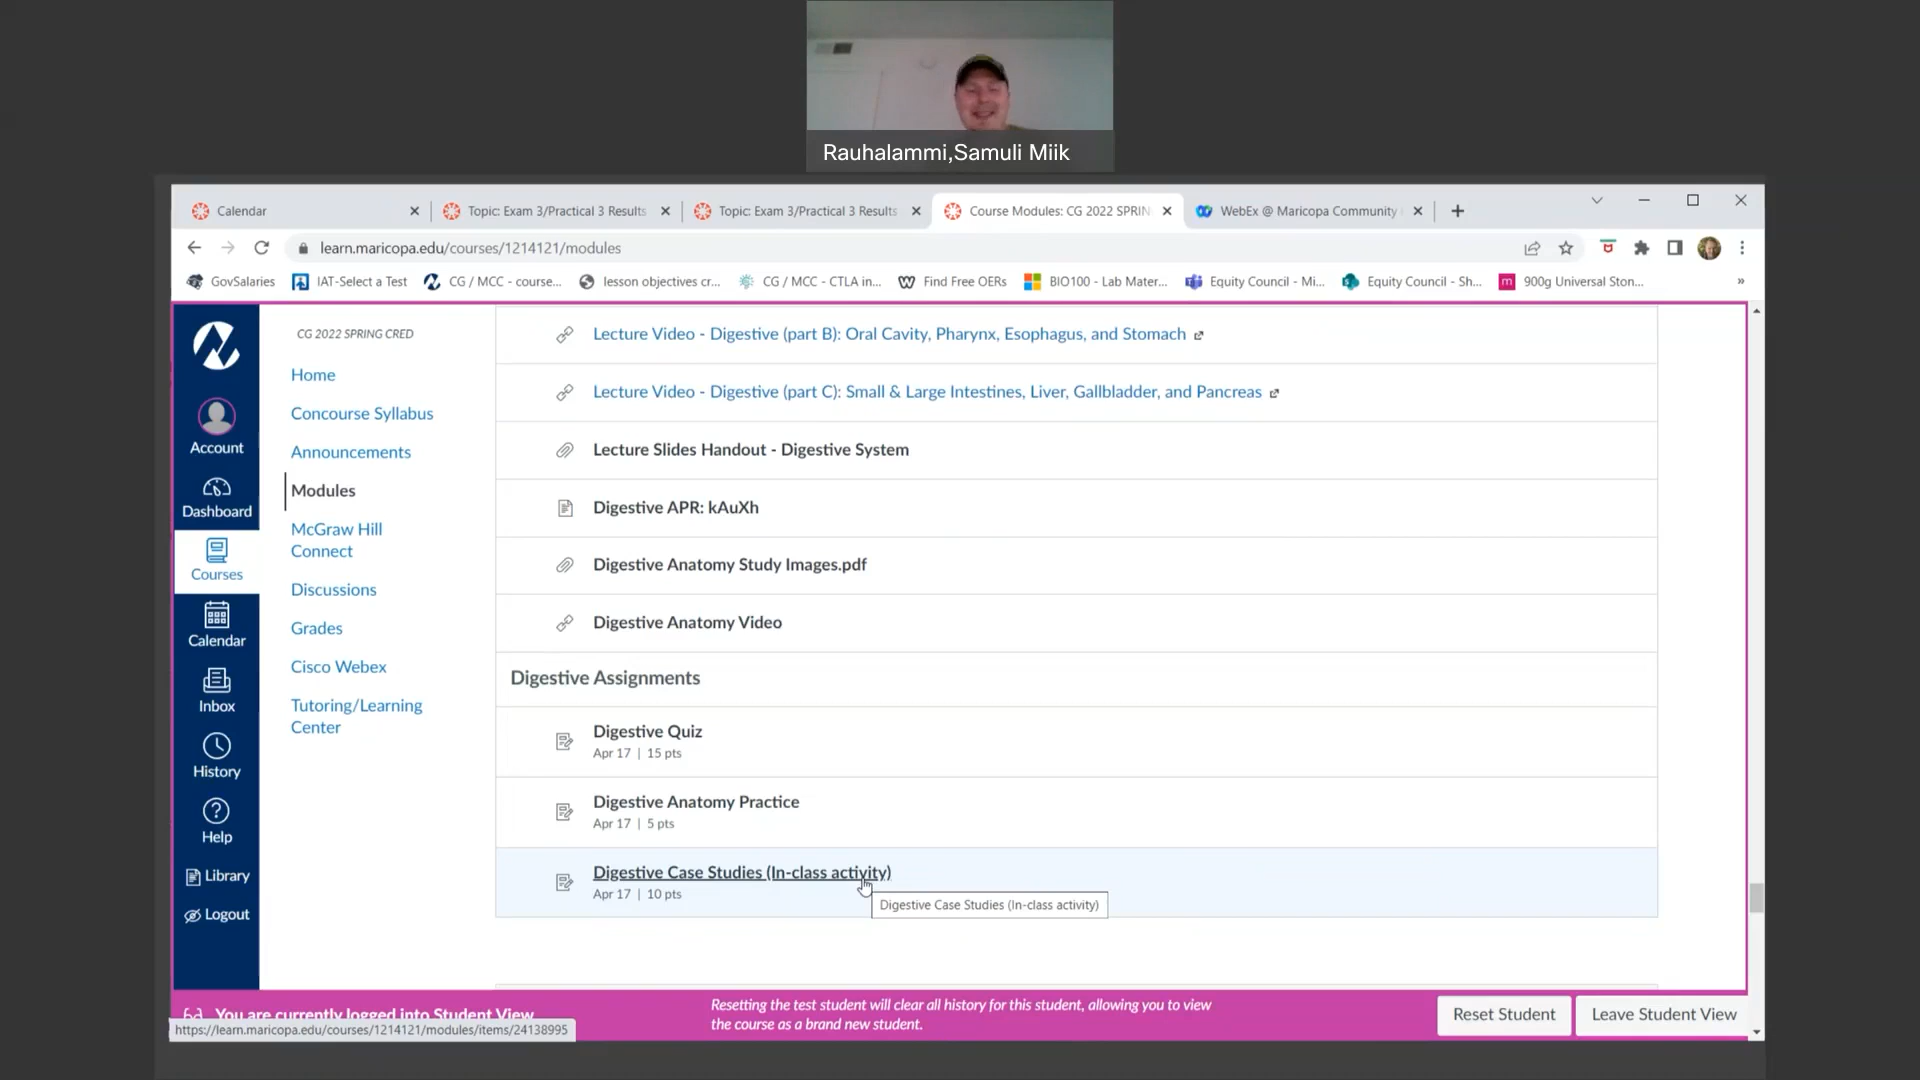 Rauhalammi,Samuli Miik
Calendar
Topic: Exam 3/Practical 3 Results
Topic: Exam 3/Practical 3 Results
Course Modules: CG 2022 SPRIN
WebEx @ Maricopa Community
learn.maricopa.edu/courses/1214121/modules
GovSalaries
IAT-Select a Test
CG / MCC - course...
lesson objectives cr...
CG / MCC - CTLA in...
Find Free OERs
BIO100 - Lab Mater...
Equity Council - Mi...
Equity Council - Sh...
900g Universal Ston...
»
Account
Dashboard
Courses
Calendar
Inbox
History
Help
Library
Logout
CG 2022 SPRING CRED
Home
Concourse Syllabus
Announcements
Modules
McGraw Hill
Connect
Discussions
Grades
Cisco Webex
Tutoring/Learning
Center
Lecture Video - Digestive (part B): Oral Cavity, Pharynx, Esophagus, and Stomach
Lecture Video - Digestive (part C): Small & Large Intestines, Liver, Gallbladder, and Pancreas
Lecture Slides Handout - Digestive System
Digestive APR: kAuXh
Digestive Anatomy Study Images.pdf
Digestive Anatomy Video
Digestive Assignments
Digestive Quiz
Apr 17 | 15 pts
Digestive Anatomy Practice
Apr 17 | 5 pts
Digestive Case Studies (In-class activity)
Apr 17 | 10 pts
Digestive Case Studies (In-class activity)
You are currently logged into Student View
https://learn.maricopa.edu/courses/1214121/modules/items/24138995
Resetting the test student will clear all history for this student, allowing you to view
the course as a brand new student.
Reset Student
Leave Student View